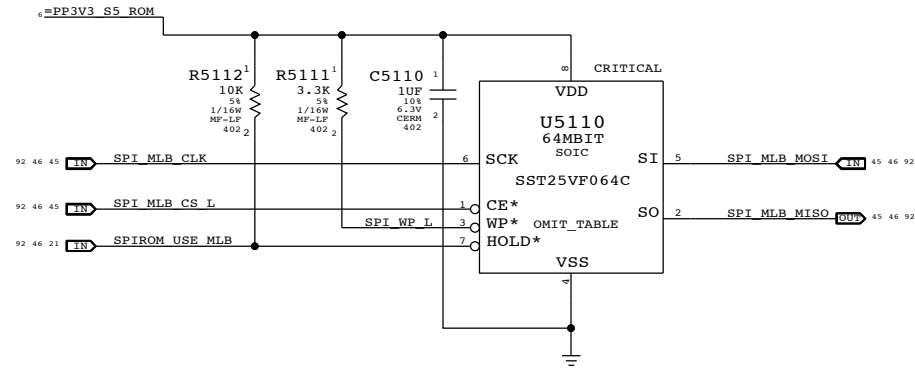 6 =PP3V3_S5_ROM
R5112 1
10K
5%
1/16W
MF-LF
402 2
R5111 1
3.3K
5%
1/16W
MF-LF
402 2
C5110 1
1UF
10%
6.3V
CERM
402
2
8 CRITICAL
VDD
U5110
64MBIT
SOIC
SST25VF064C
OMIT_TABLE
92 46 45 IN SPI_MLB_CLK 6 SCK
SI 5 SPI_MLB_MOSI IN 45 46 92
92 46 45 IN SPI_MLB_CS_L 1 CE*
SPI_WP_L 3 WP*
SO 2 SPI_MLB_MISO OUT 45 46 92
92 46 21 IN SPIROM_USE_MLB 7 HOLD*
VSS
4